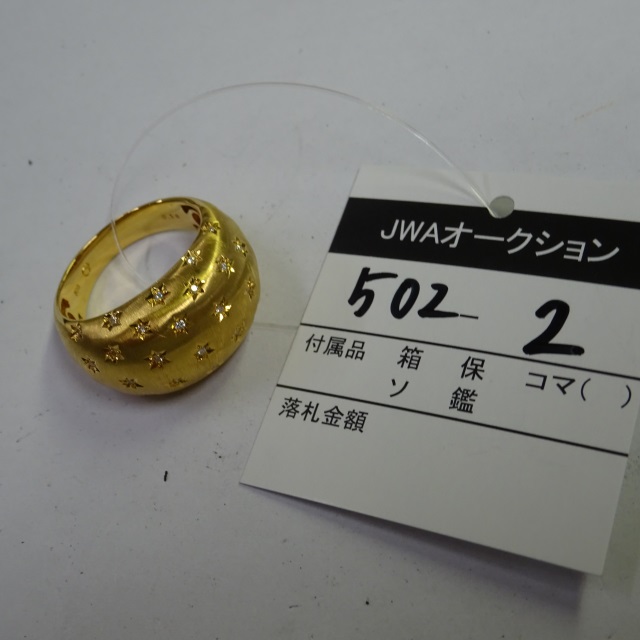 JWAオークション
502-2
付属品 箱 保 コマ( )
ソ 鑑
落札金額